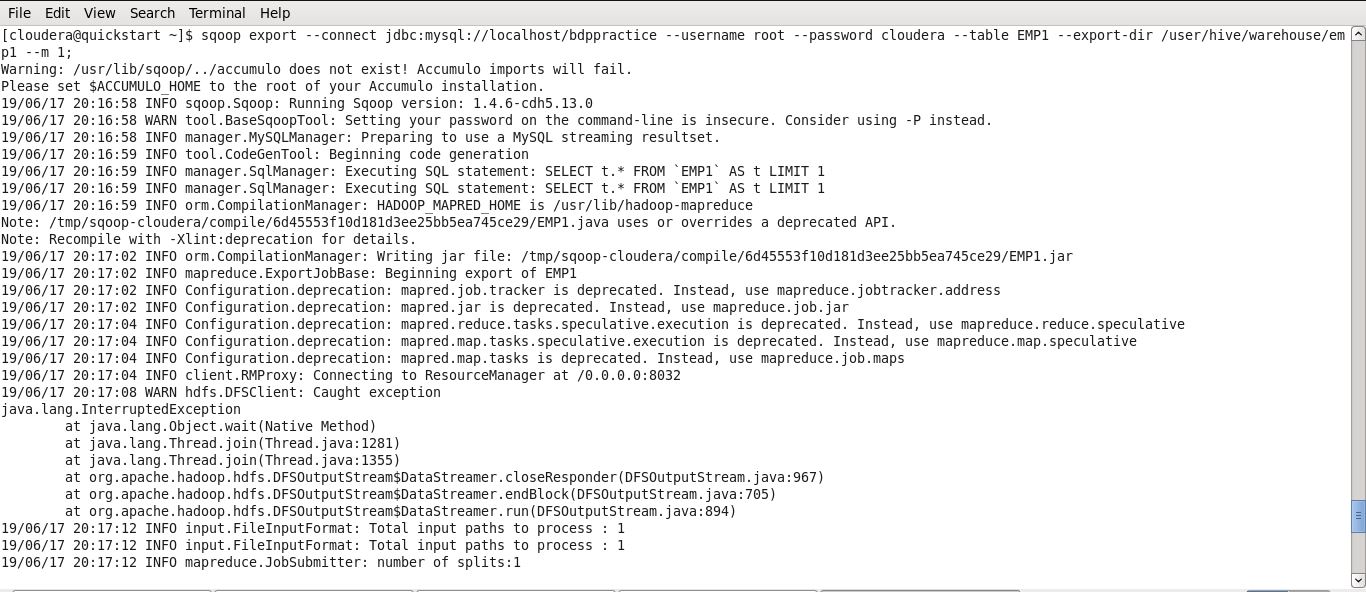 File Edit View Search Terminal Help
[cloudera@quickstart ~]$ sqoop export --connect jdbc:mysql://localhost/bdppractice --username root --password cloudera --table EMP1 --export-dir /user/hive/warehouse/em
p1 --m 1;
Warning: /usr/lib/sqoop/../accumulo does not exist! Accumulo imports will fail.
Please set $ACCUMULO_HOME to the root of your Accumulo installation.
19/06/17 20:16:58 INFO sqoop.Sqoop: Running Sqoop version: 1.4.6-cdh5.13.0
19/06/17 20:16:58 WARN tool.BaseSqoopTool: Setting your password on the command-line is insecure. Consider using -P instead.
19/06/17 20:16:58 INFO manager.MySQLManager: Preparing to use a MySQL streaming resultset.
19/06/17 20:16:59 INFO tool.CodeGenTool: Beginning code generation
19/06/17 20:16:59 INFO manager.SqlManager: Executing SQL statement: SELECT t.* FROM `EMP1` AS t LIMIT 1
19/06/17 20:16:59 INFO manager.SqlManager: Executing SQL statement: SELECT t.* FROM `EMP1` AS t LIMIT 1
19/06/17 20:16:59 INFO orm.CompilationManager: HADOOP_MAPRED_HOME is /usr/lib/hadoop-mapreduce
Note: /tmp/sqoop-cloudera/compile/6d45553f10d181d3ee25bb5ea745ce29/EMP1.java uses or overrides a deprecated API.
Note: Recompile with -Xlint:deprecation for details.
19/06/17 20:17:02 INFO orm.CompilationManager: Writing jar file: /tmp/sqoop-cloudera/compile/6d45553f10d181d3ee25bb5ea745ce29/EMP1.jar
19/06/17 20:17:02 INFO mapreduce.ExportJobBase: Beginning export of EMP1
19/06/17 20:17:02 INFO Configuration.deprecation: mapred.job.tracker is deprecated. Instead, use mapreduce.jobtracker.address
19/06/17 20:17:02 INFO Configuration.deprecation: mapred.jar is deprecated. Instead, use mapreduce.job.jar
19/06/17 20:17:04 INFO Configuration.deprecation: mapred.reduce.tasks.speculative.execution is deprecated. Instead, use mapreduce.reduce.speculative
19/06/17 20:17:04 INFO Configuration.deprecation: mapred.map.tasks.speculative.execution is deprecated. Instead, use mapreduce.map.speculative
19/06/17 20:17:04 INFO Configuration.deprecation: mapred.map.tasks is deprecated. Instead, use mapreduce.job.maps
19/06/17 20:17:04 INFO client.RMProxy: Connecting to ResourceManager at /0.0.0.0:8032
19/06/17 20:17:08 WARN hdfs.DFSClient: Caught exception
java.lang.InterruptedException
at java.lang.Object.wait(Native Method)
at java.lang.Thread.join(Thread.java:1281)
at java.lang.Thread.join(Thread.java:1355)
at org.apache.hadoop.hdfs.DFSOutputStream$DataStreamer.closeResponder(DFSOutputStream.java:967)
at org.apache.hadoop.hdfs.DFSOutputStream$DataStreamer.endBlock(DFSOutputStream.java:705)
at org.apache.hadoop.hdfs.DFSOutputStream$DataStreamer.run(DFSOutputStream.java:894)
19/06/17 20:17:12 INFO input.FileInputFormat: Total input paths to process : 1
19/06/17 20:17:12 INFO input.FileInputFormat: Total input paths to process : 1
19/06/17 20:17:12 INFO mapreduce.JobSubmitter: number of splits:1